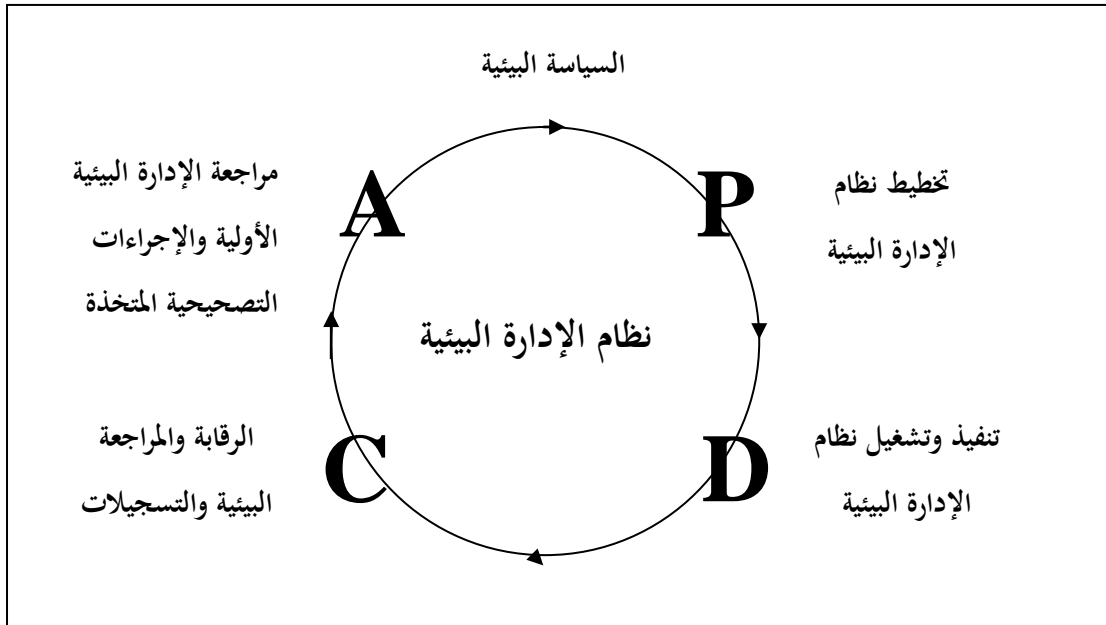 السياسة البيئية
P
تخطيط نظام
الإدارة البيئية
A
مراجعة الإدارة البيئية
الأولية والإجراءات
التصحيحية المتخذة
نظام الإدارة البيئية
D
تنفيذ وتشغيل نظام
الإدارة البيئية
C
الرقابة والمراجعة
البيئية والتسجيلات